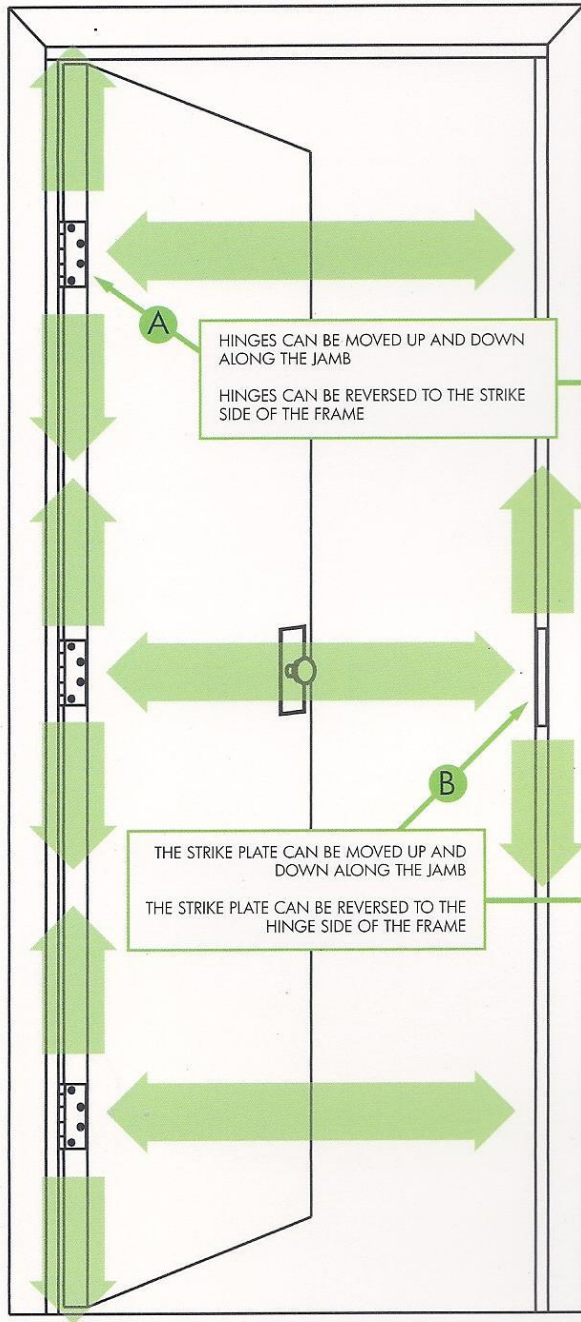 A
HINGES CAN BE MOVED UP AND DOWN
ALONG THE JAMB
HINGES CAN BE REVERSED TO THE STRIKE
SIDE OF THE FRAME
B
THE STRIKE PLATE CAN BE MOVED UP AND
DOWN ALONG THE JAMB
THE STRIKE PLATE CAN BE REVERSED TO THE
HINGE SIDE OF THE FRAME